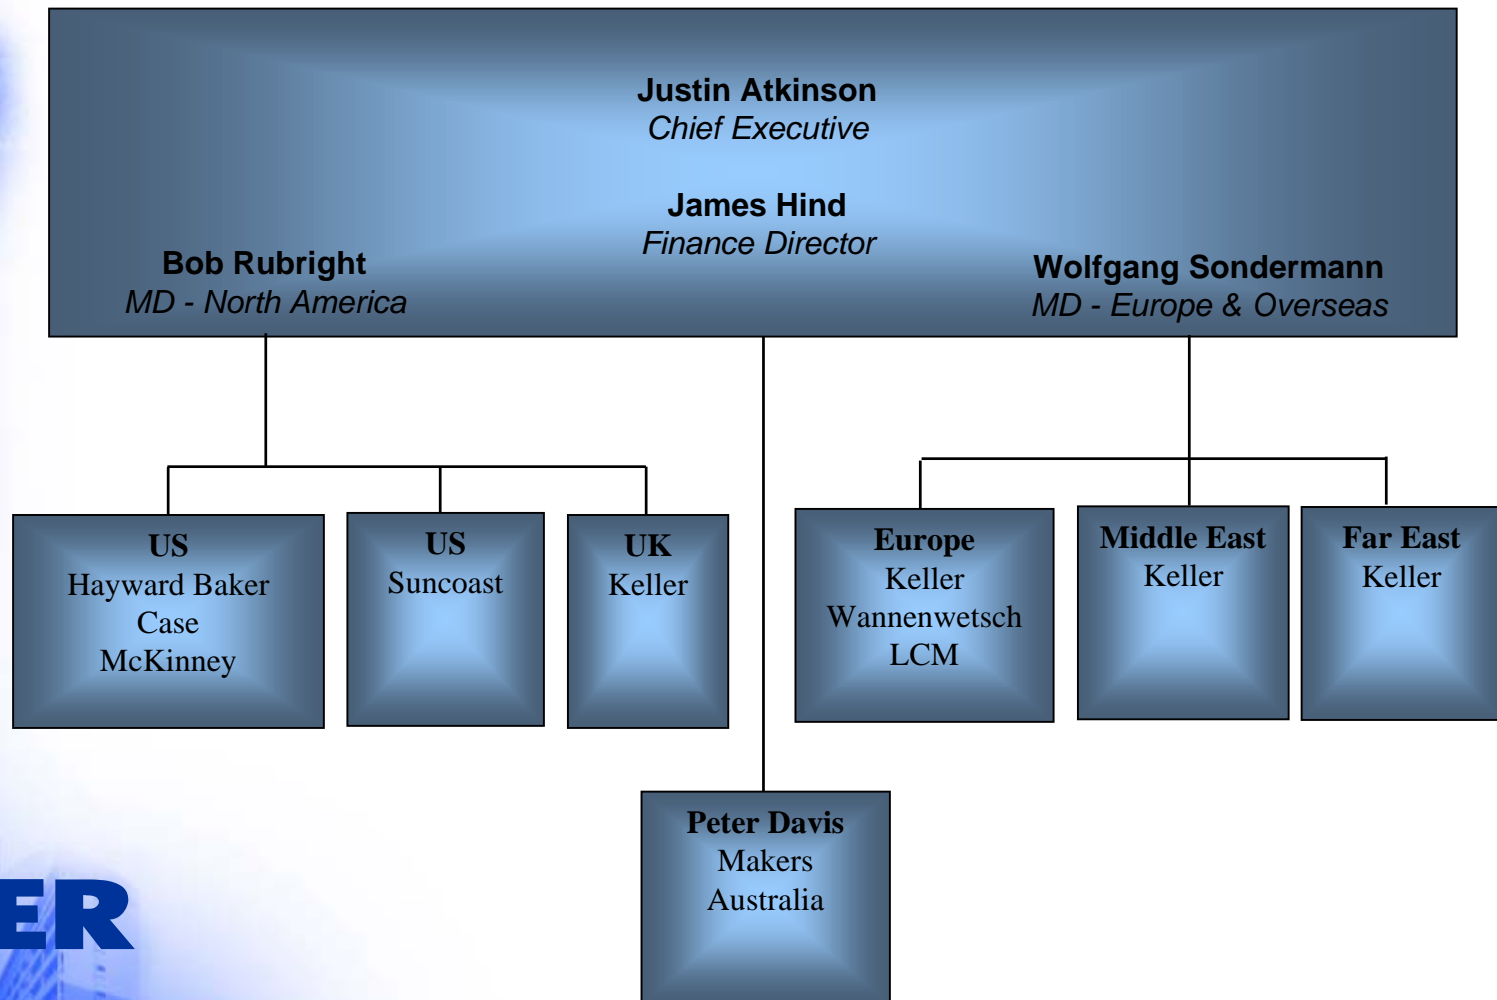 Justin Atkinson
Chief Executive
James Hind
Finance Director
Bob Rubright
MD - North America
Wolfgang Sondermann
MD - Europe & Overseas
US
Hayward Baker
Case
McKinney
US
Suncoast
UK
Keller
Europe
Keller
Wannenwetsch
LCM
Middle East
Keller
Far East
Keller
Peter Davis
Makers
Australia
ER